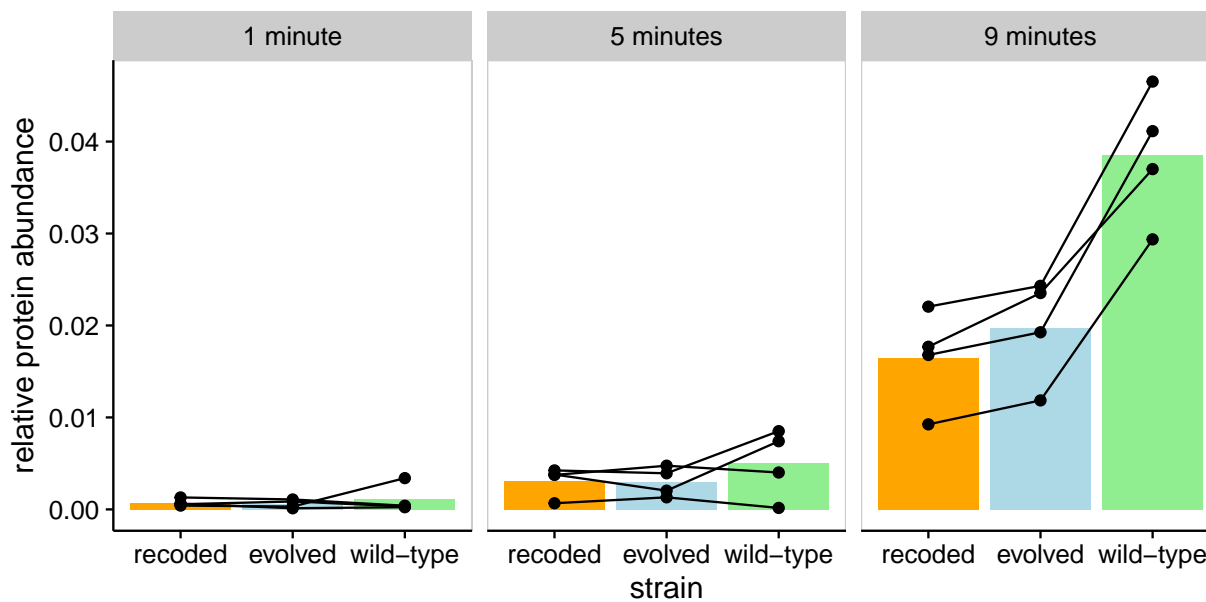 1 minute
5 minutes
9 minutes
relative protein abundance
0.04
0.03
0.02
0.01
0.00
recoded evolved wild−type
recoded evolved wild−type
recoded evolved wild−type
strain